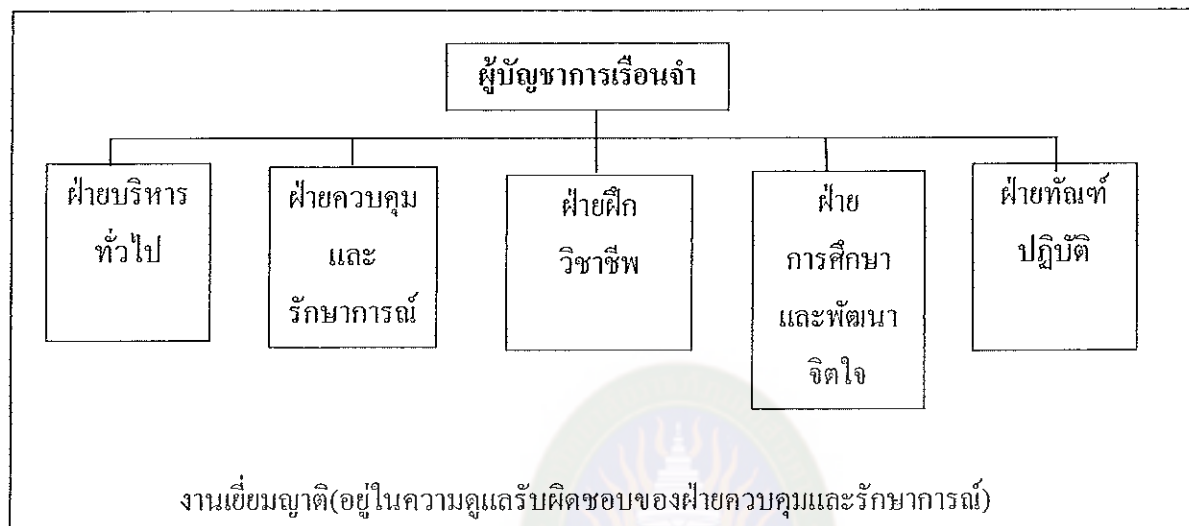 ผู้บัญชาการเรือนจำ
ฝ่ายบริหาร
ทั่วไป
ฝ่ายควบคุม
และ
รักษาการณ์
ฝ่ายฝึก
วิชาชีพ
ฝ่าย
การศึกษา
และพัฒนา
จิตใจ
ฝ่ายทัณฑ์
ปฏิบัติ
งานเยี่ยมญาติ(อยู่ในความดูแลรับผิดชอบของฝ่ายควบคุมและรักษาการณ์)